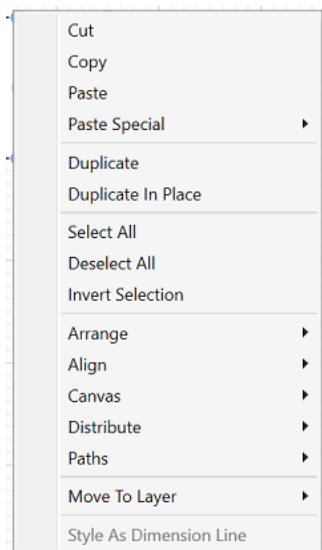 Cut
Copy
Paste
Paste Special
Duplicate
Duplicate In Place
Select All
Deselect All
Invert Selection
Arrange
Align
Canvas
Distribute
Paths
Move To Layer
Style As Dimension Line